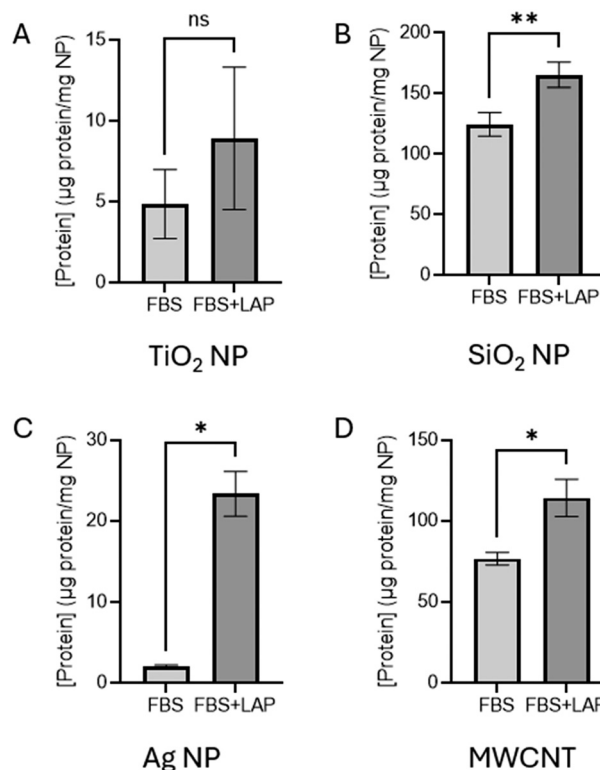 A
[Protein] (µg protein/mg NP)
15
10
5
0
ns
FBS
FBS+LAP
TiO₂ NP
B
[Protein] (µg protein/mg NP)
200
150
100
50
0
**
FBS
FBS+LAP
SiO₂ NP
C
[Protein] (µg protein/mg NP)
30
20
10
0
*
FBS
FBS+LAP
Ag NP
D
[Protein] (µg protein/mg NP)
150
100
50
0
*
FBS
FBS+LAP
MWCNT